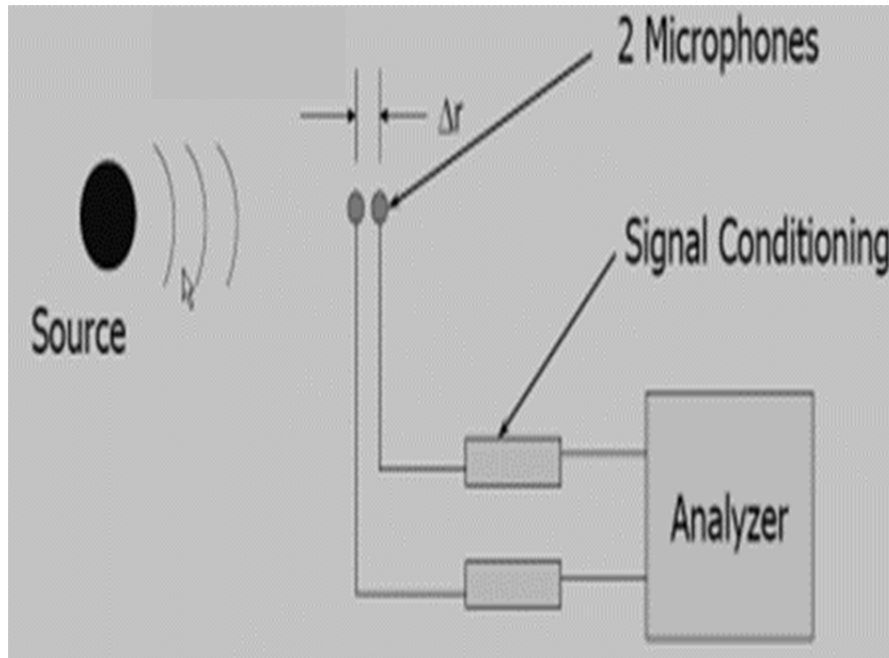 2 Microphones
Δr
Signal Conditioning
Source
Analyzer